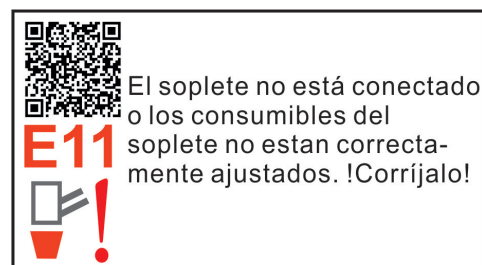 El soplete no está conectado
o los consumibles del
E11
soplete no estan correcta-
mente ajustados. !Corríjalo!
!